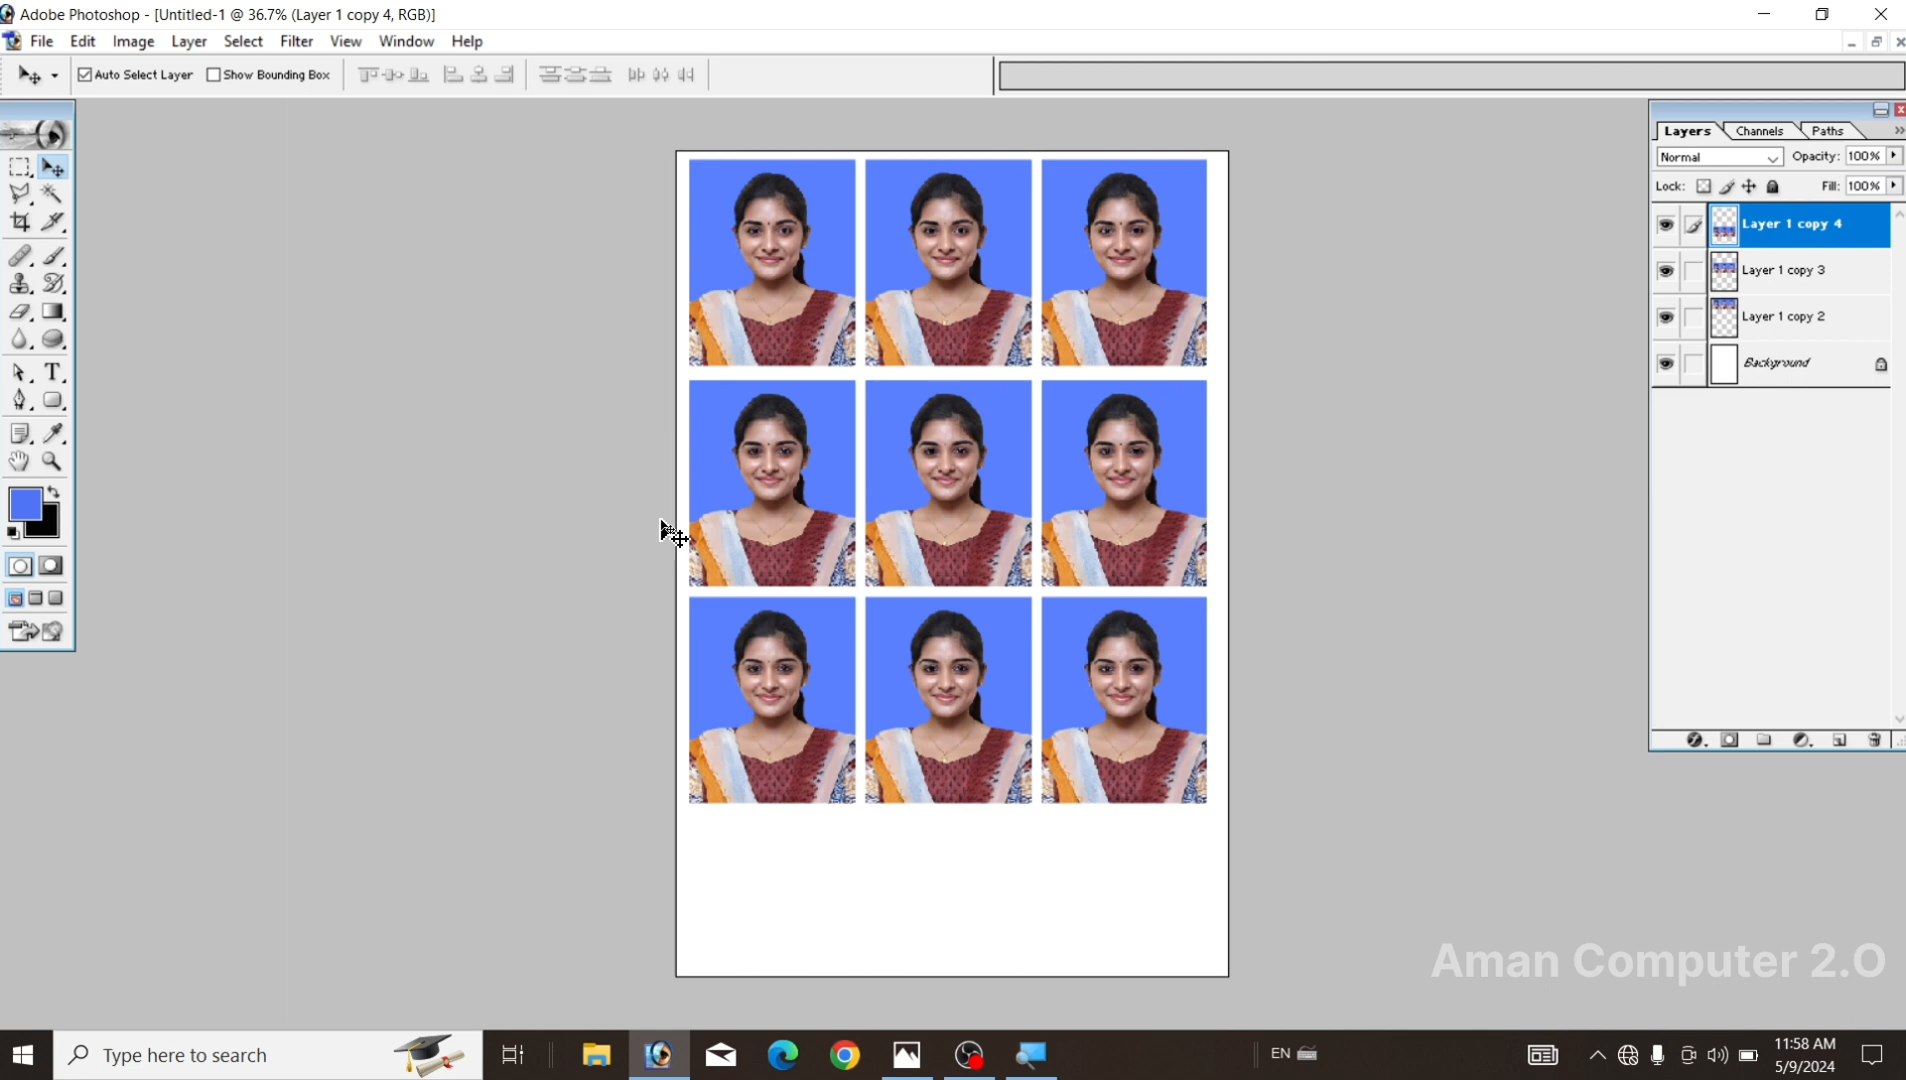 Adobe Photoshop - [Untitled-1 @ 36.7% (Layer 1 copy 4, RGB)]
File Edit Image Layer Select Filter View Window Help
Auto Select Layer Show Bounding Box
Layers Channels Paths
Normal Opacity: 100%
Lock: Fill: 100%
Layer 1 copy 4
Layer 1 copy 3
Layer 1 copy 2
Background
T
Aman Computer 2.0
Type here to search
EN
11:58 AM
5/9/2024